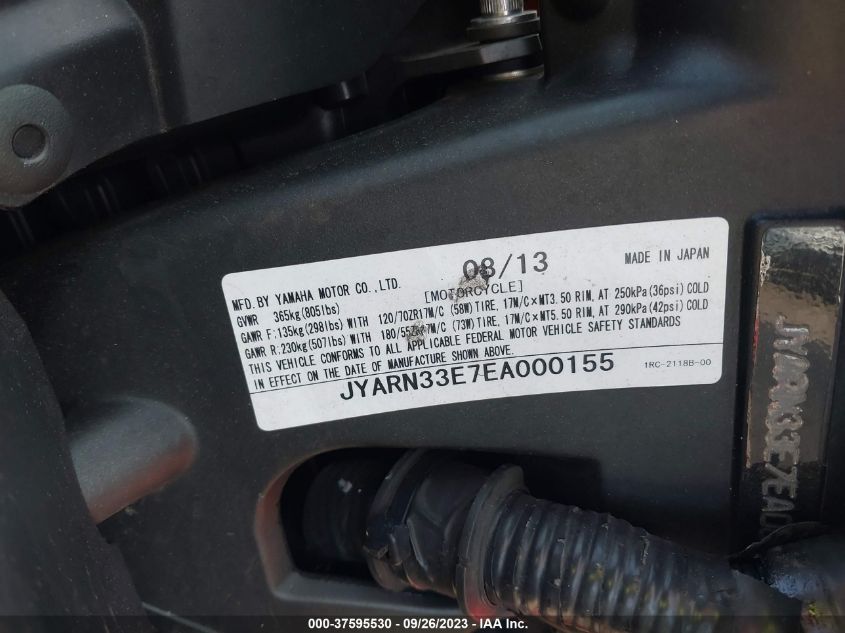 08/13
MADE IN JAPAN
MFD. BY YAMAHA MOTOR CO.,LTD.
[MOTORCYCLE]
GVWR 365kg(805lbs)
GAWR F:135kg(298lbs) WITH 120/70ZR17M/C (58W) TIRE, 17M/C×MT3.50 RIM, AT 250kPa(36psi) COLD
GAWR R:230kg(507lbs) WITH 180/55ZR17M/C (73W) TIRE, 17M/C×MT5.50 RIM, AT 290kPa(42psi) COLD
THIS VEHICLE CONFORMS TO ALL APPLICABLE FEDERAL MOTOR VEHICLE SAFETY STANDARDS
IN EFFECT ON THE DATE OF MANUFACTURE SHOWN ABOVE.
JYARN33E7EA000155
1RC-2118B-00
JYARN33E7EA0
000-37595530 - 09/26/2023 - IAA Inc.